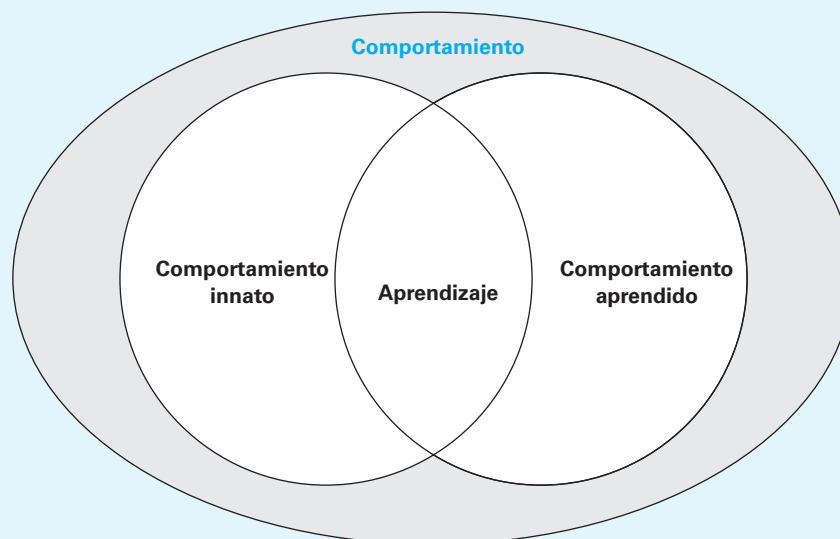 Comportamiento
Comportamiento
innato
Aprendizaje
Comportamiento
aprendido